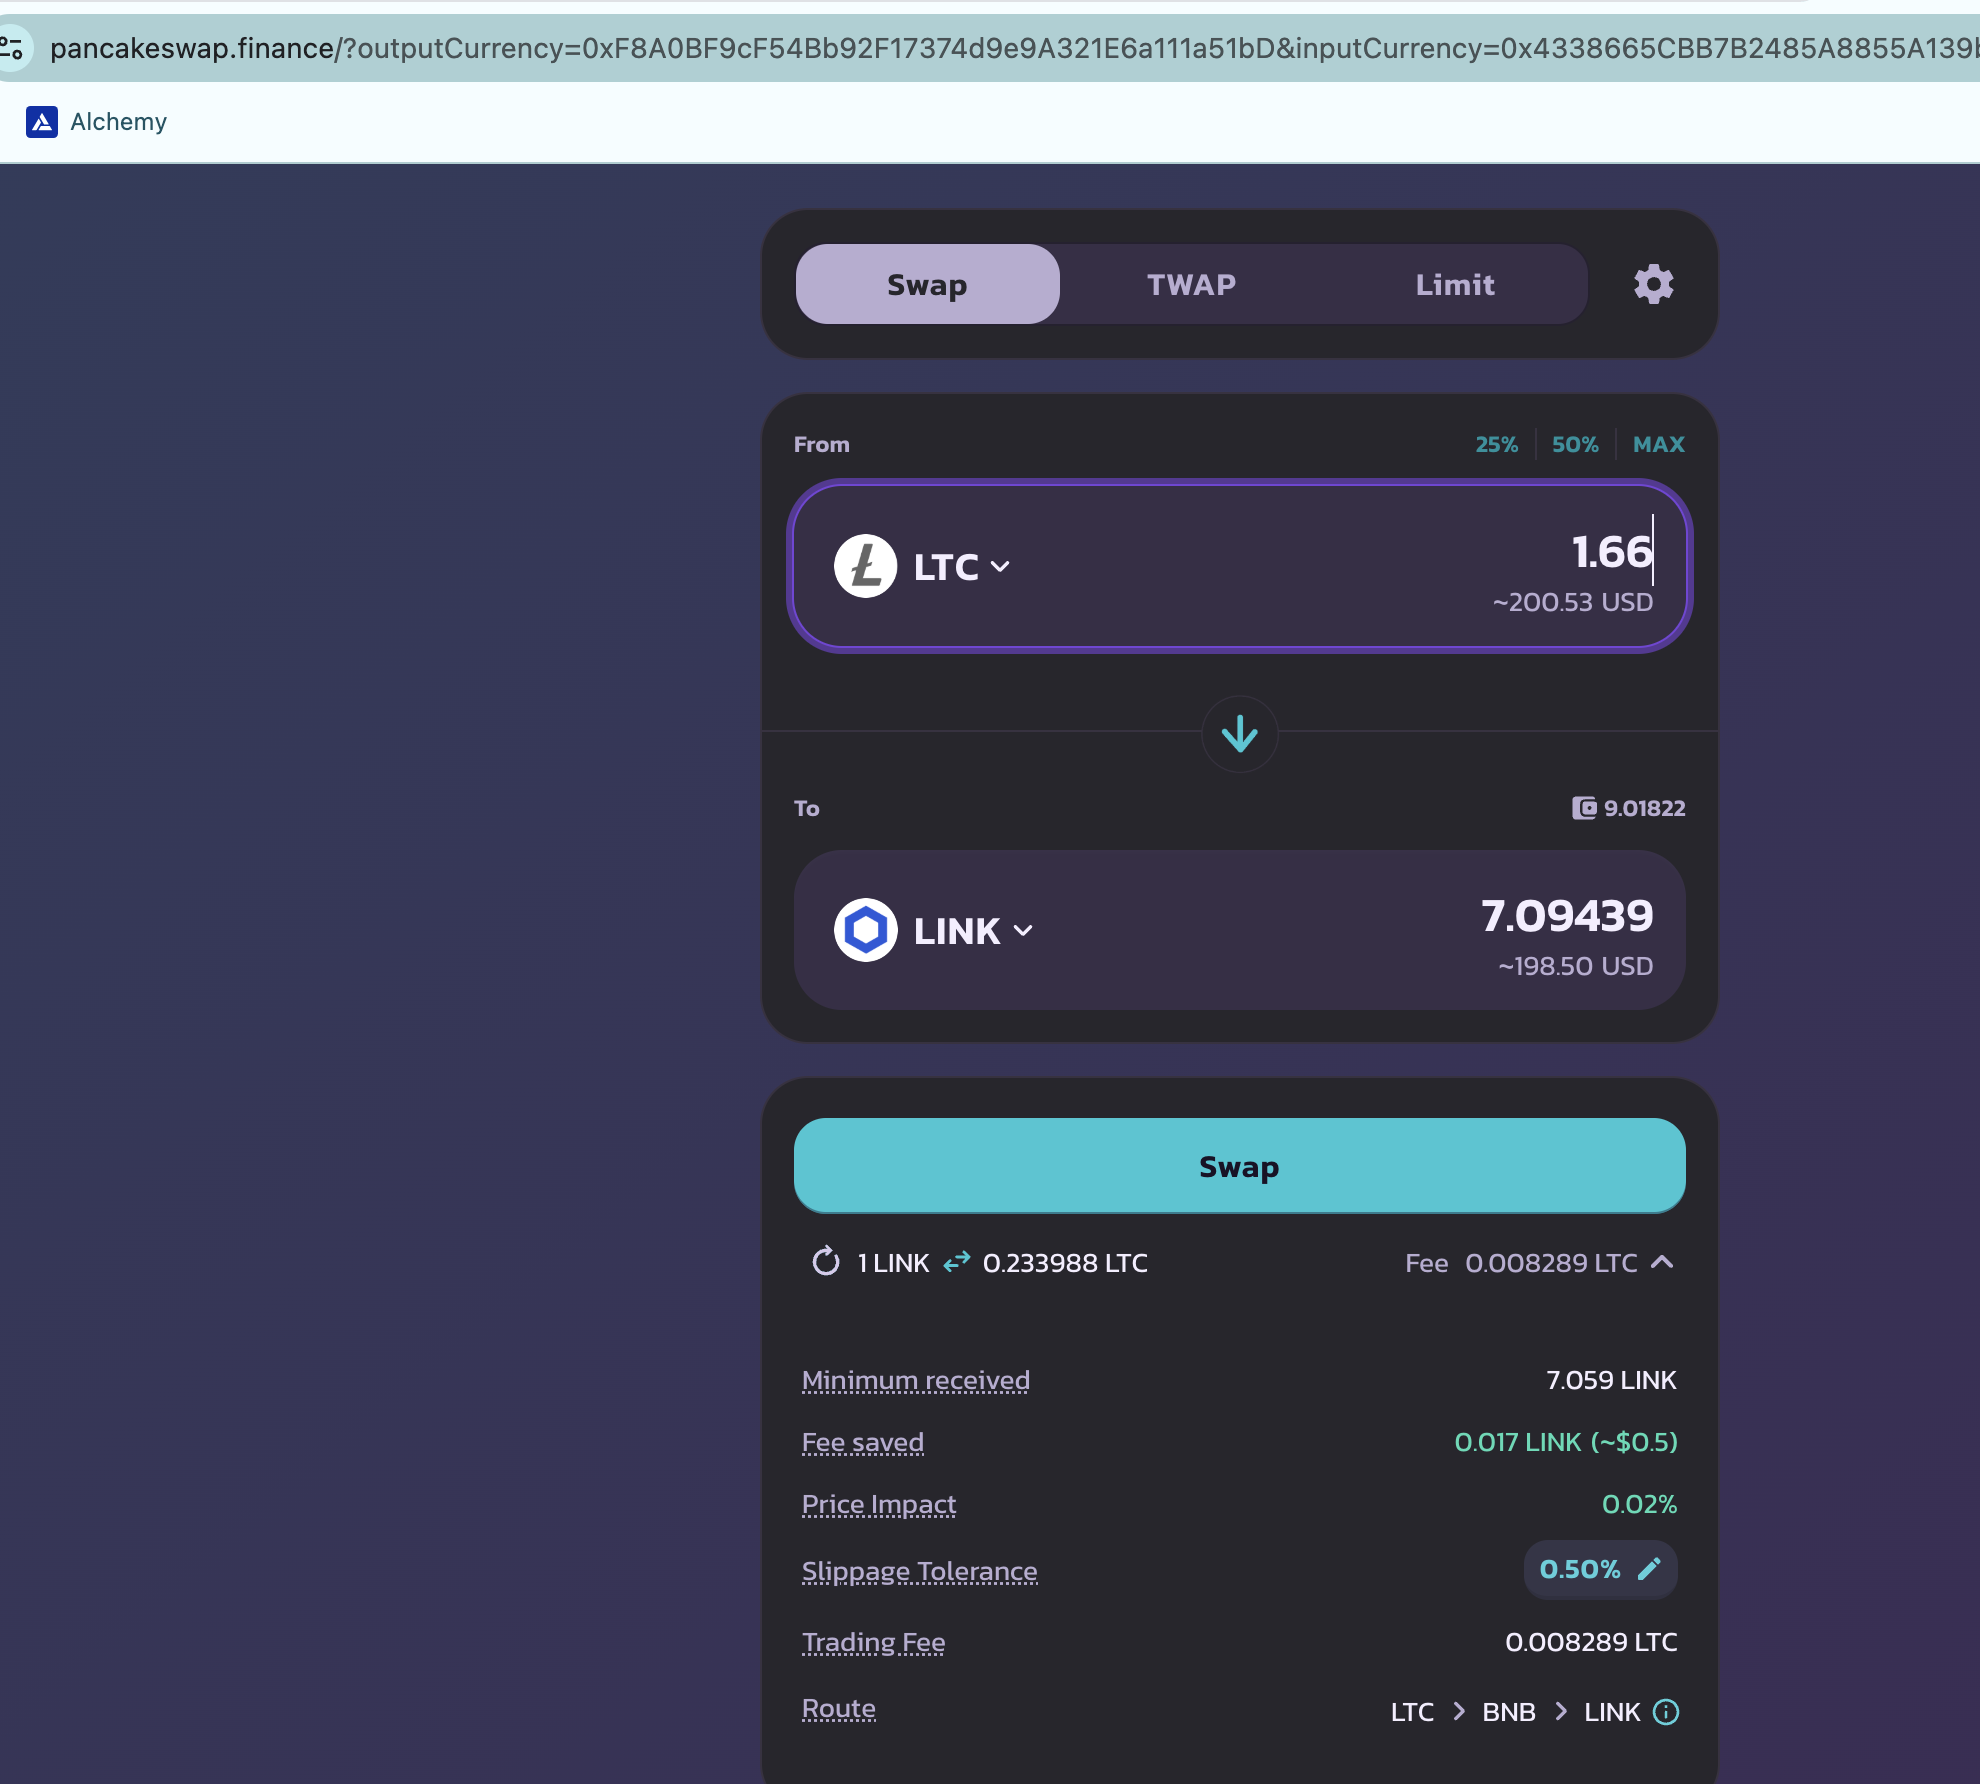 pancakeswap.finance/?outputCurrency=0xF8A0BF9cF54Bb92F17374d9e9A321E6a111a51bD&inputCurrency=0x4338665CBB7B2485A8855A139b
Alchemy
Swap TWAP Limit
From 25% 50% MAX
LTC 1.66
~200.53 USD
To 9.01822
LINK 7.09439
~198.50 USD
Swap
1 LINK 0.233988 LTC Fee 0.008289 LTC
Minimum received 7.059 LINK
Fee saved 0.017 LINK (~$0.5)
Price Impact 0.02%
Slippage Tolerance 0.50%
Trading Fee 0.008289 LTC
Route LTC > BNB > LINK